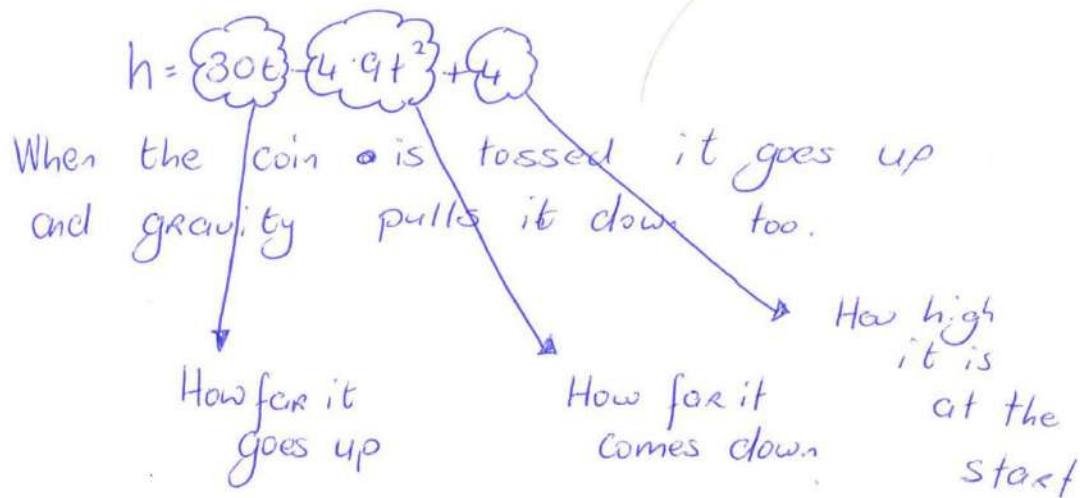 h = 30t - 4.9t² + 4
When the coin is tossed it goes up
and gravity pulls it down too.
How far it
goes up
How far it
comes down
How high
it is
at the
start